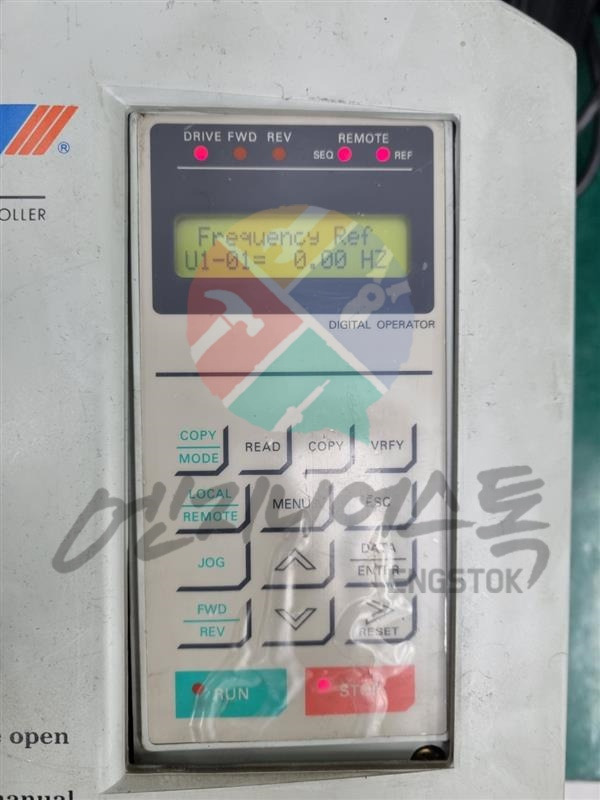 DRIVE FWD REV REMOTE
SEQ REF
®
OLLER
Frequency Ref
U1-01= 0.00 HZ
DIGITAL OPERATOR
COPY
MODE
READ
COPY
VRFY
LOCAL
REMOTE
MENU
ESC
엔지니어스톡
ENGSTOK
JOG
DATA
ENTER
FWD
REV
RESET
RUN
STOP
e open
manual